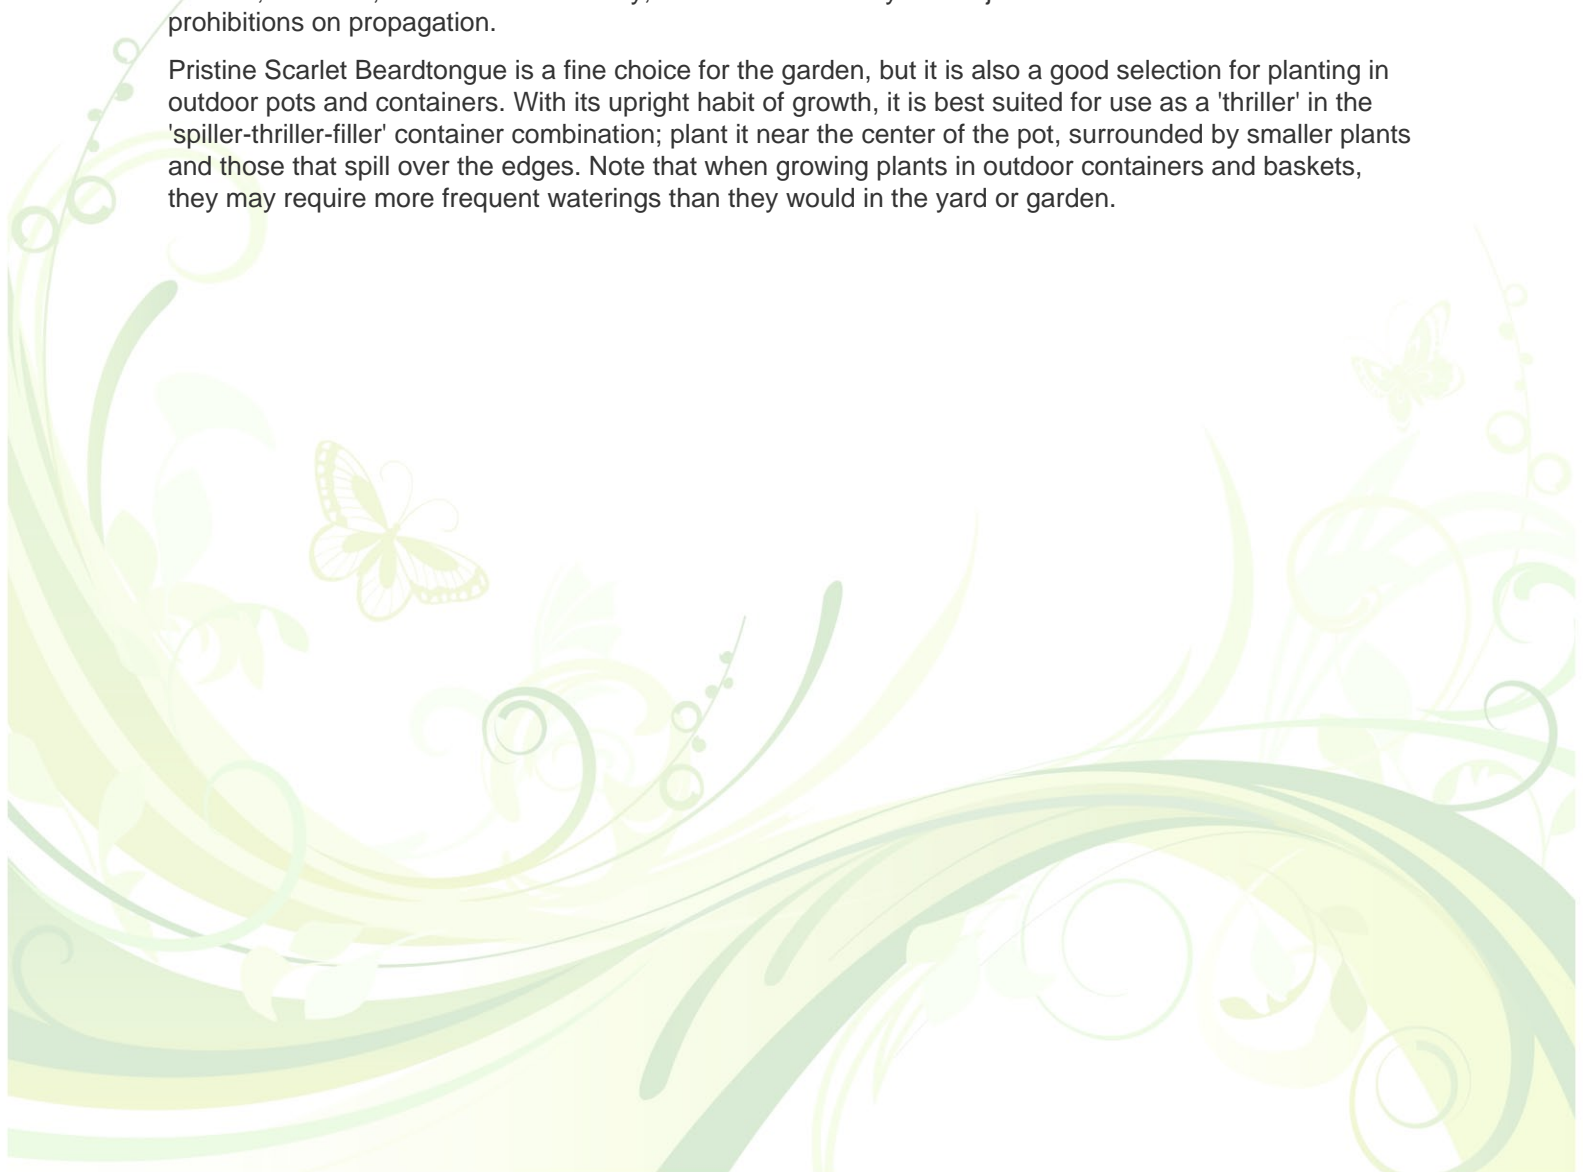 prohibitions on propagation.
Pristine Scarlet Beardtongue is a fine choice for the garden, but it is also a good selection for planting in
outdoor pots and containers. With its upright habit of growth, it is best suited for use as a 'thriller' in the
'spiller-thriller-filler' container combination; plant it near the center of the pot, surrounded by smaller plants
and those that spill over the edges. Note that when growing plants in outdoor containers and baskets,
they may require more frequent waterings than they would in the yard or garden.